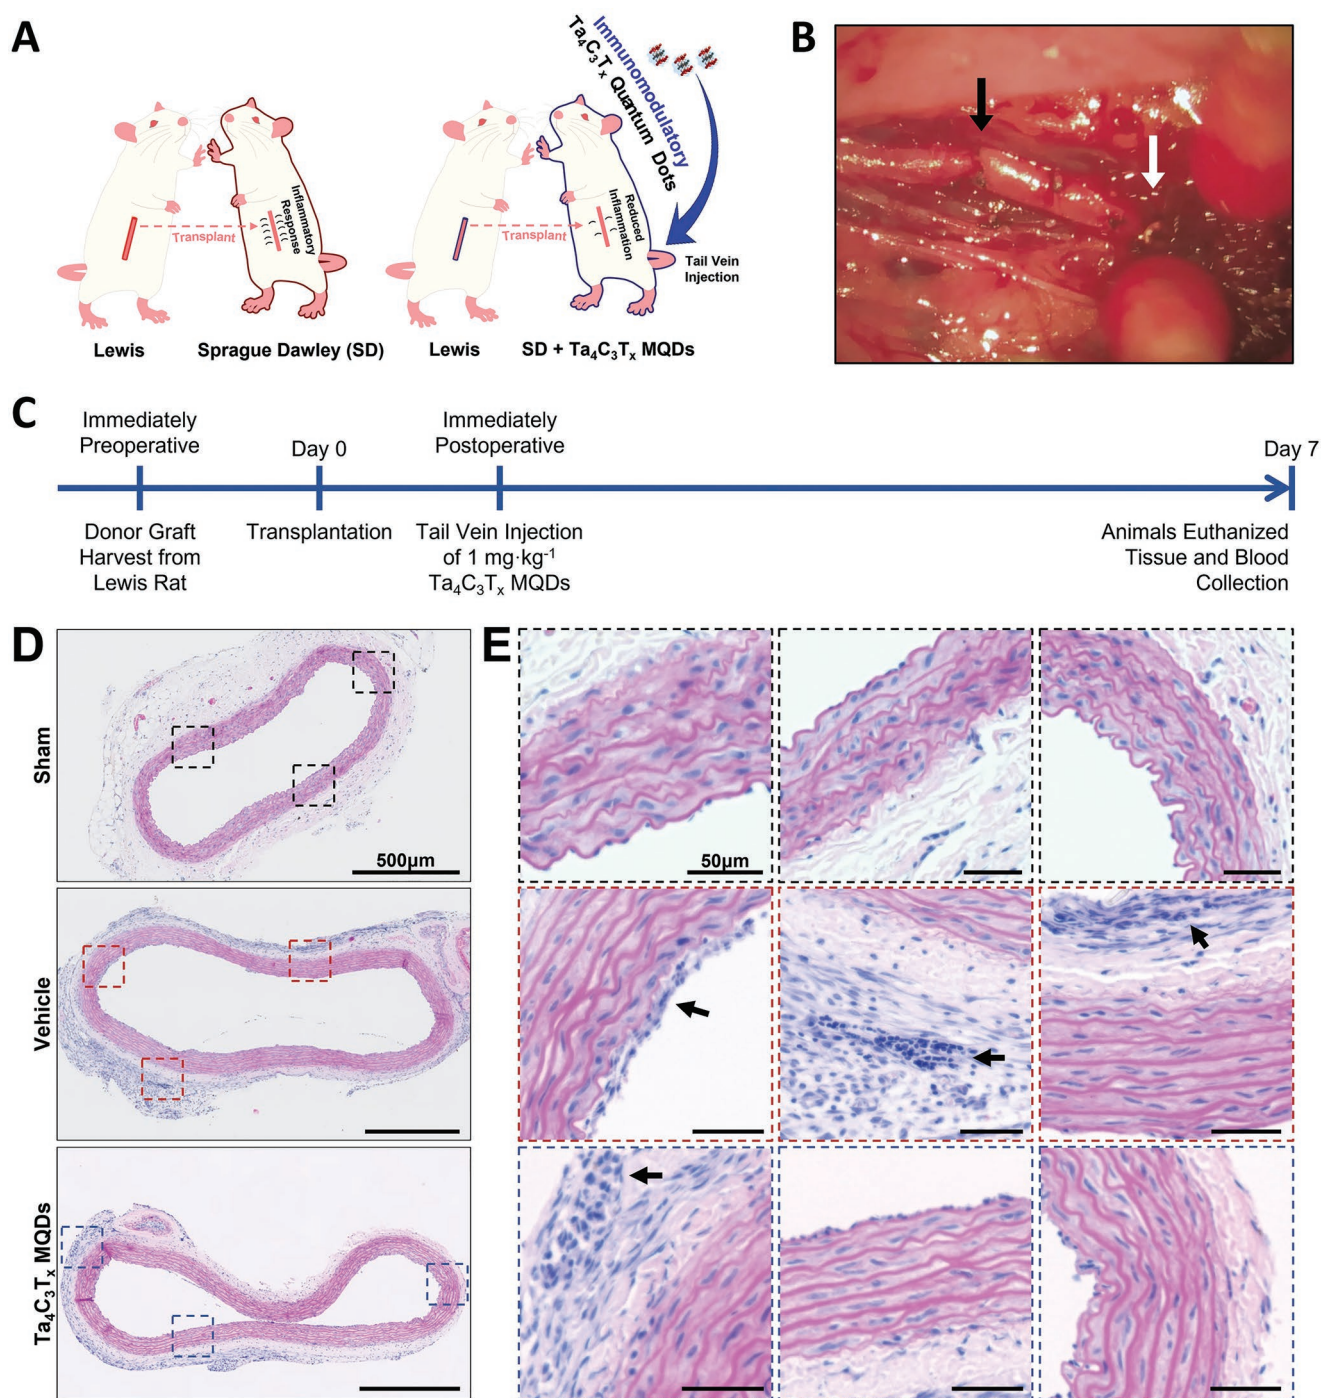 A
Immunomodulatory
Ta₄C₃Tₓ Quantum Dots
Inflammatory
Response
Transplant
Reduced
Inflammation
Transplant
Tail Vein
Injection
Lewis
Sprague Dawley (SD)
Lewis
SD + Ta₄C₃Tₓ MQDs
B
C
Immediately
Preoperative
Day 0
Immediately
Postoperative
Day 7
Donor Graft
Harvest from
Lewis Rat
Transplantation
Tail Vein Injection
of 1 mg·kg⁻¹
Ta₄C₃Tₓ MQDs
Animals Euthanized
Tissue and Blood
Collection
D
Sham
500µm
Vehicle
Ta₄C₃Tₓ MQDs
E
50µm